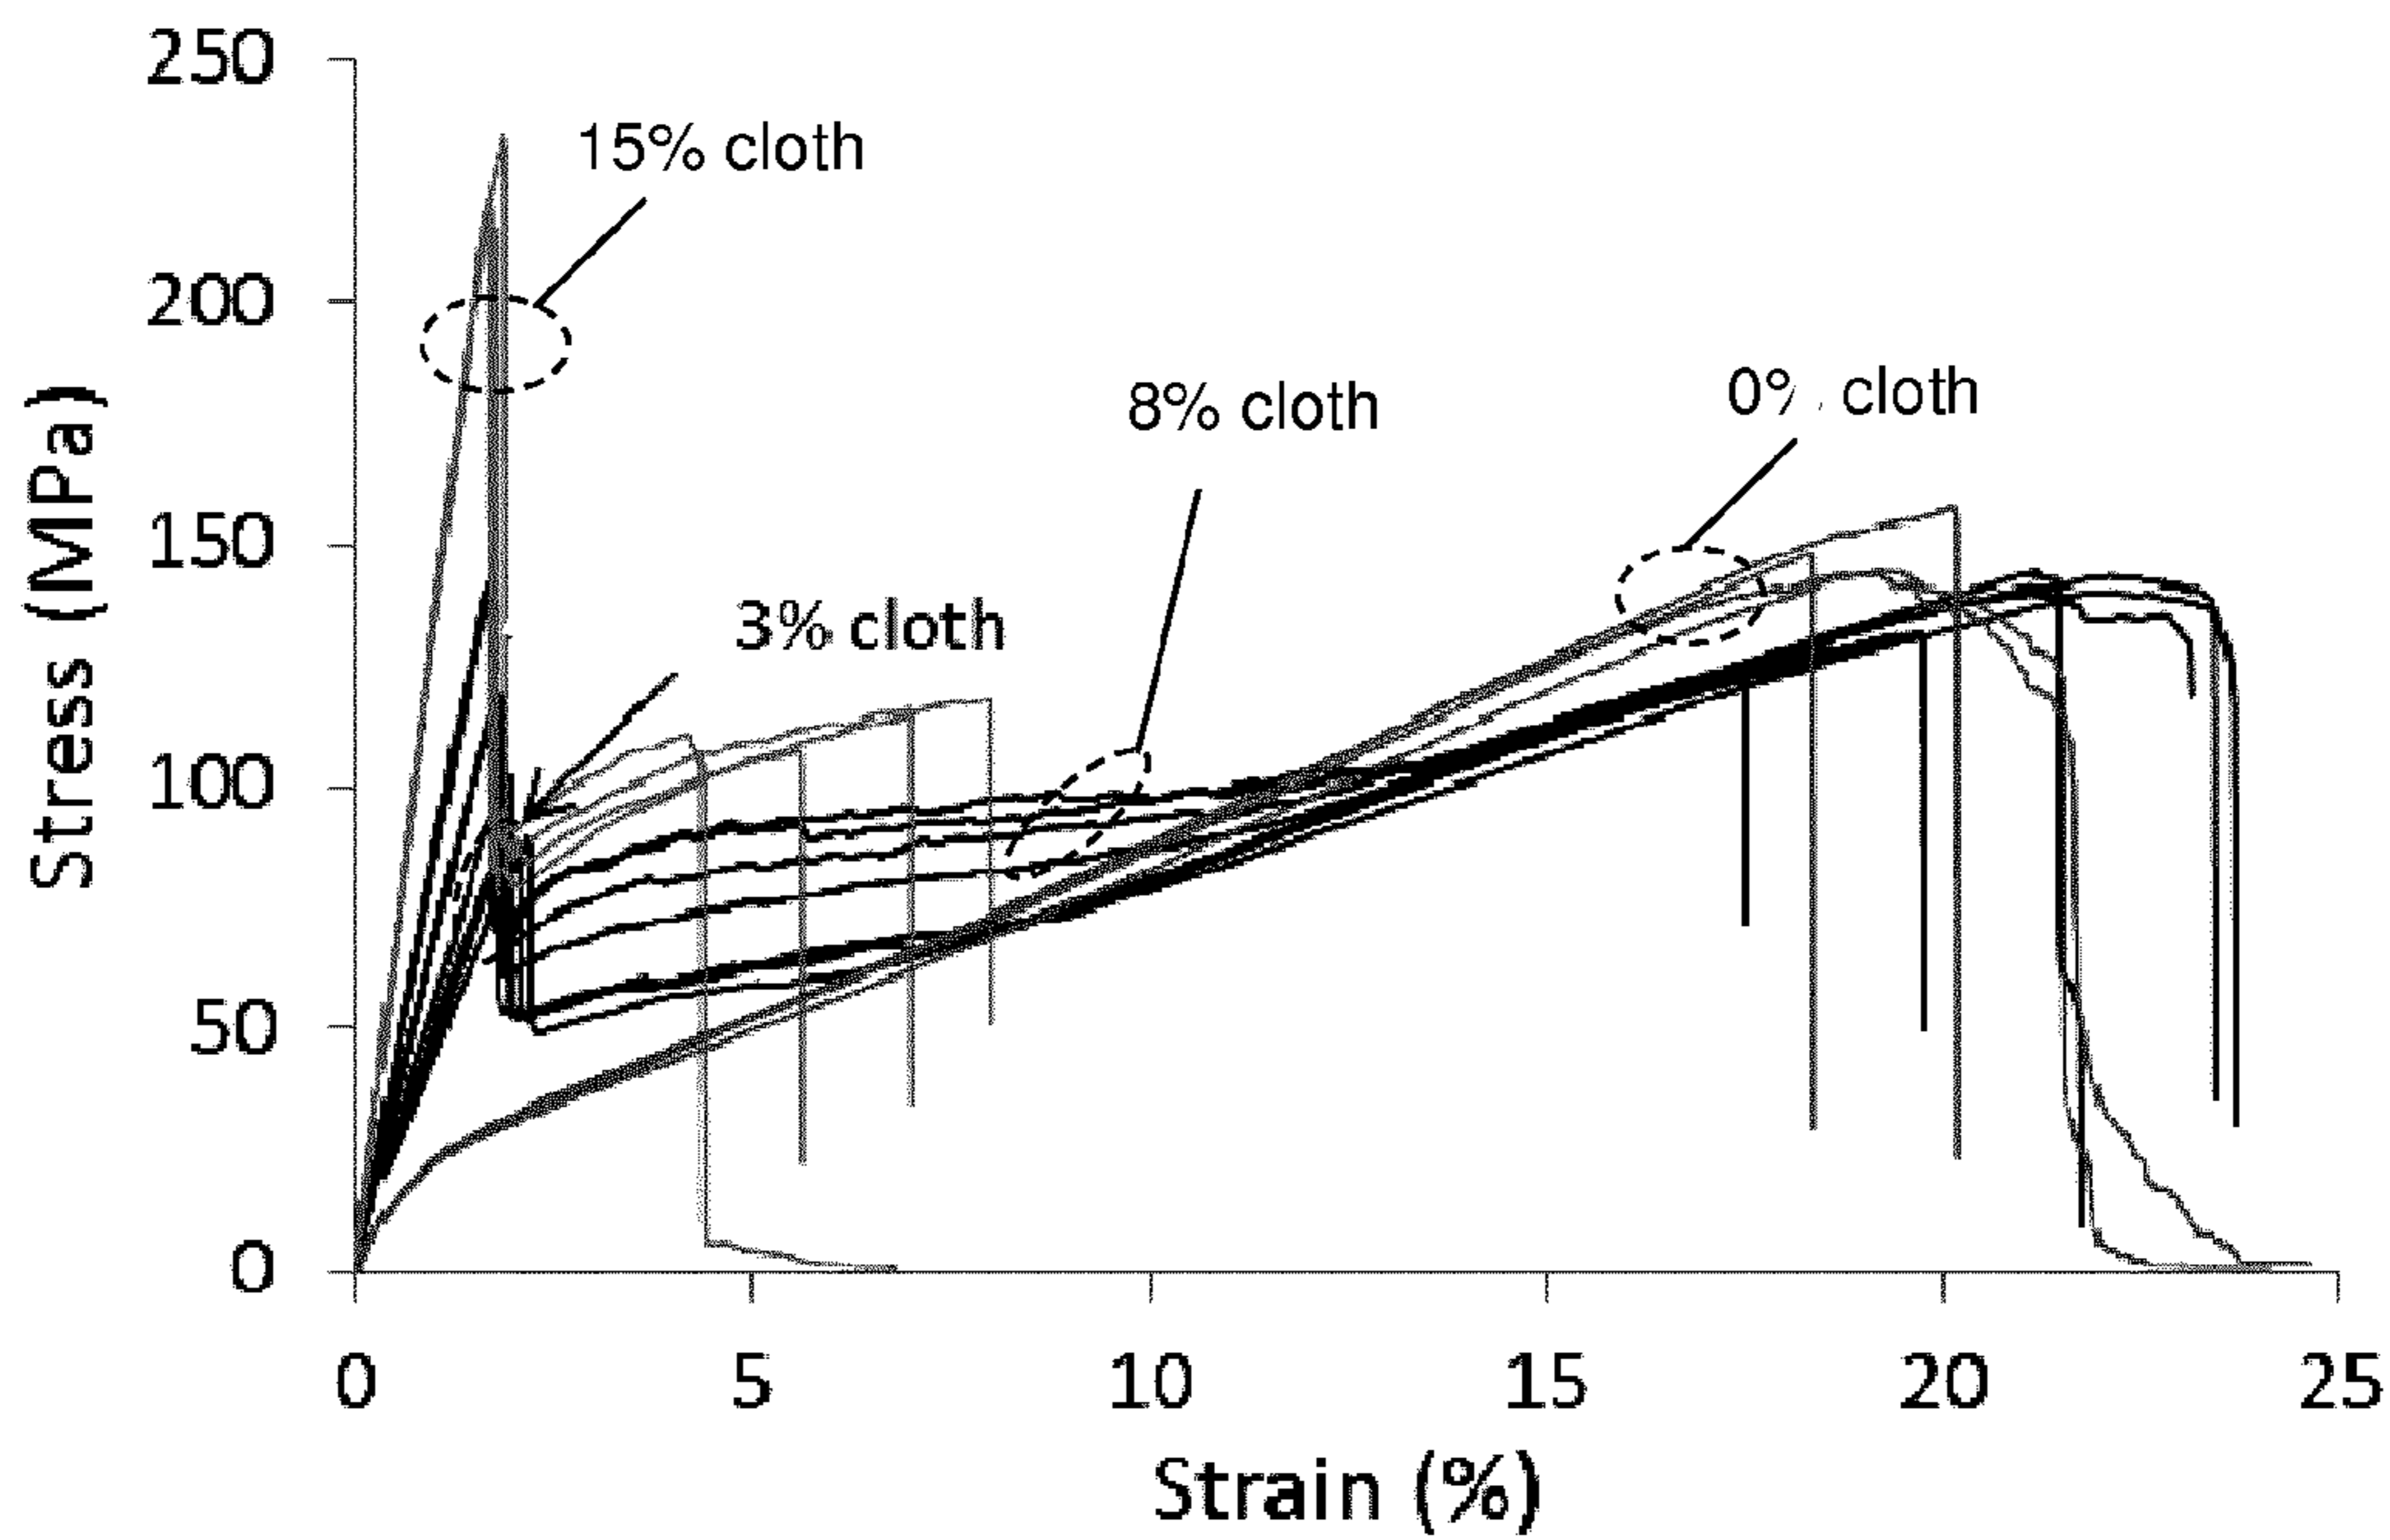 250
15% cloth
200
8% cloth
0% cloth
Stress (MPa)
150
3% cloth
100
50
0
0 5 10 15 20 25
Strain (%)